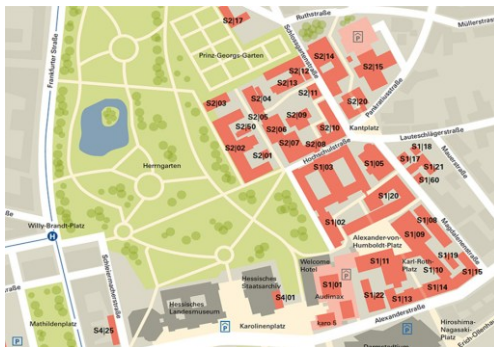 S2|17
Ruthstraße
Müllerstraße
Frankfurter Straße
Prinz-Georgs-Garten
Schlossgartenstraße
P
S2|14
S2|15
S2|12
S2|13
S2|11
S2|03
S2|04
S2|05
S2|09
S2|20
Pankratiusstraße
S2|50
S2|06
S2|10
Kantplatz
S2|02
S2|07
S2|08
S2|01
Hochschulstraße
Lauteschlägerstraße
S1|18
S1|17
Mauerstraße
Herrngarten
S1|03
S1|05
S1|21
S1|60
S1|20
Magdalenenstraße
Willy-Brandt-Platz
H
S1|02
S1|08
Alexander-von-
Humboldt-Platz
S1|09
Schleiermacherstraße
Welcome
Hotel
S1|11
Karl-Roth-
Platz
S1|19
S1|10
S1|15
Hessisches
Staatsarchiv
P
S1|01
Audimax
S1|14
Hessisches
Landesmuseum
S4|01
S1|22
S1|13
Mathildenplatz
S4|25
Karolinenplatz
karo 5
Alexanderstraße
Hiroshima-
Nagasaki-
Platz
P
P
P